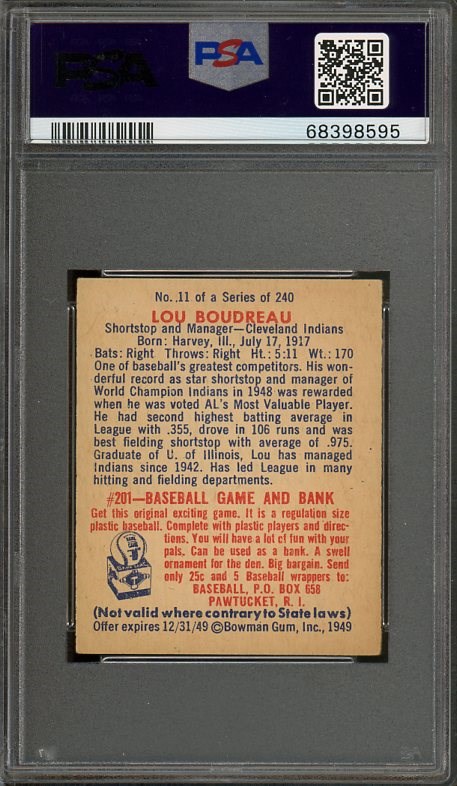 PSA
PSA
68398595
No. 11 of a Series of 240
LOU BOUDREAU
Shortstop and Manager—Cleveland Indians
Born: Harvey, Ill., July 17, 1917
Bats: Right Throws: Right Ht.: 5:11 Wt.: 170
One of baseball's greatest competitors. His won-
derful record as star shortstop and manager of
World Champion Indians in 1948 was rewarded
when he was voted AL's Most Valuable Player.
He had second highest batting average in
League with .355, drove in 106 runs and was
best fielding shortstop with average of .975.
Graduate of U. of Illinois, Lou has managed
Indians since 1942. Has led League in many
hitting and fielding departments.
#201—BASEBALL GAME AND BANK
Get this original exciting game. It is a regulation size
plastic baseball. Complete with plastic players and direc-
tions. You will have a lot of fun with your
pals. Can be used as a bank. A swell
ornament for the den. Big bargain. Send
only 25c and 5 Baseball wrappers to:
BASEBALL, P.O. BOX 658
PAWTUCKET, R. I.
(Not valid where contrary to State laws)
Offer expires 12/31/49 ©Bowman Gum, Inc., 1949